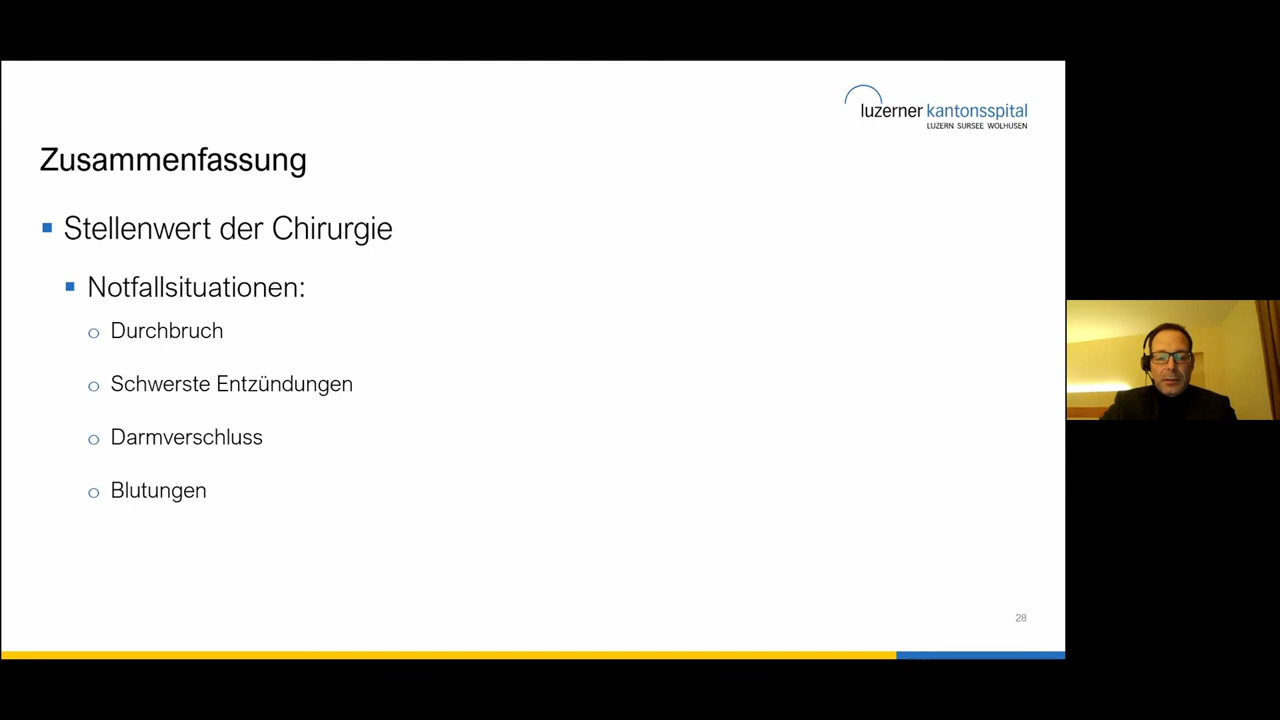 luzerner kantonsspital
LUZERN SURSEE WOLHUSEN
Zusammenfassung
Stellenwert der Chirurgie
Notfallsituationen:
Durchbruch
Schwerste Entzündungen
Darmverschluss
Blutungen
28